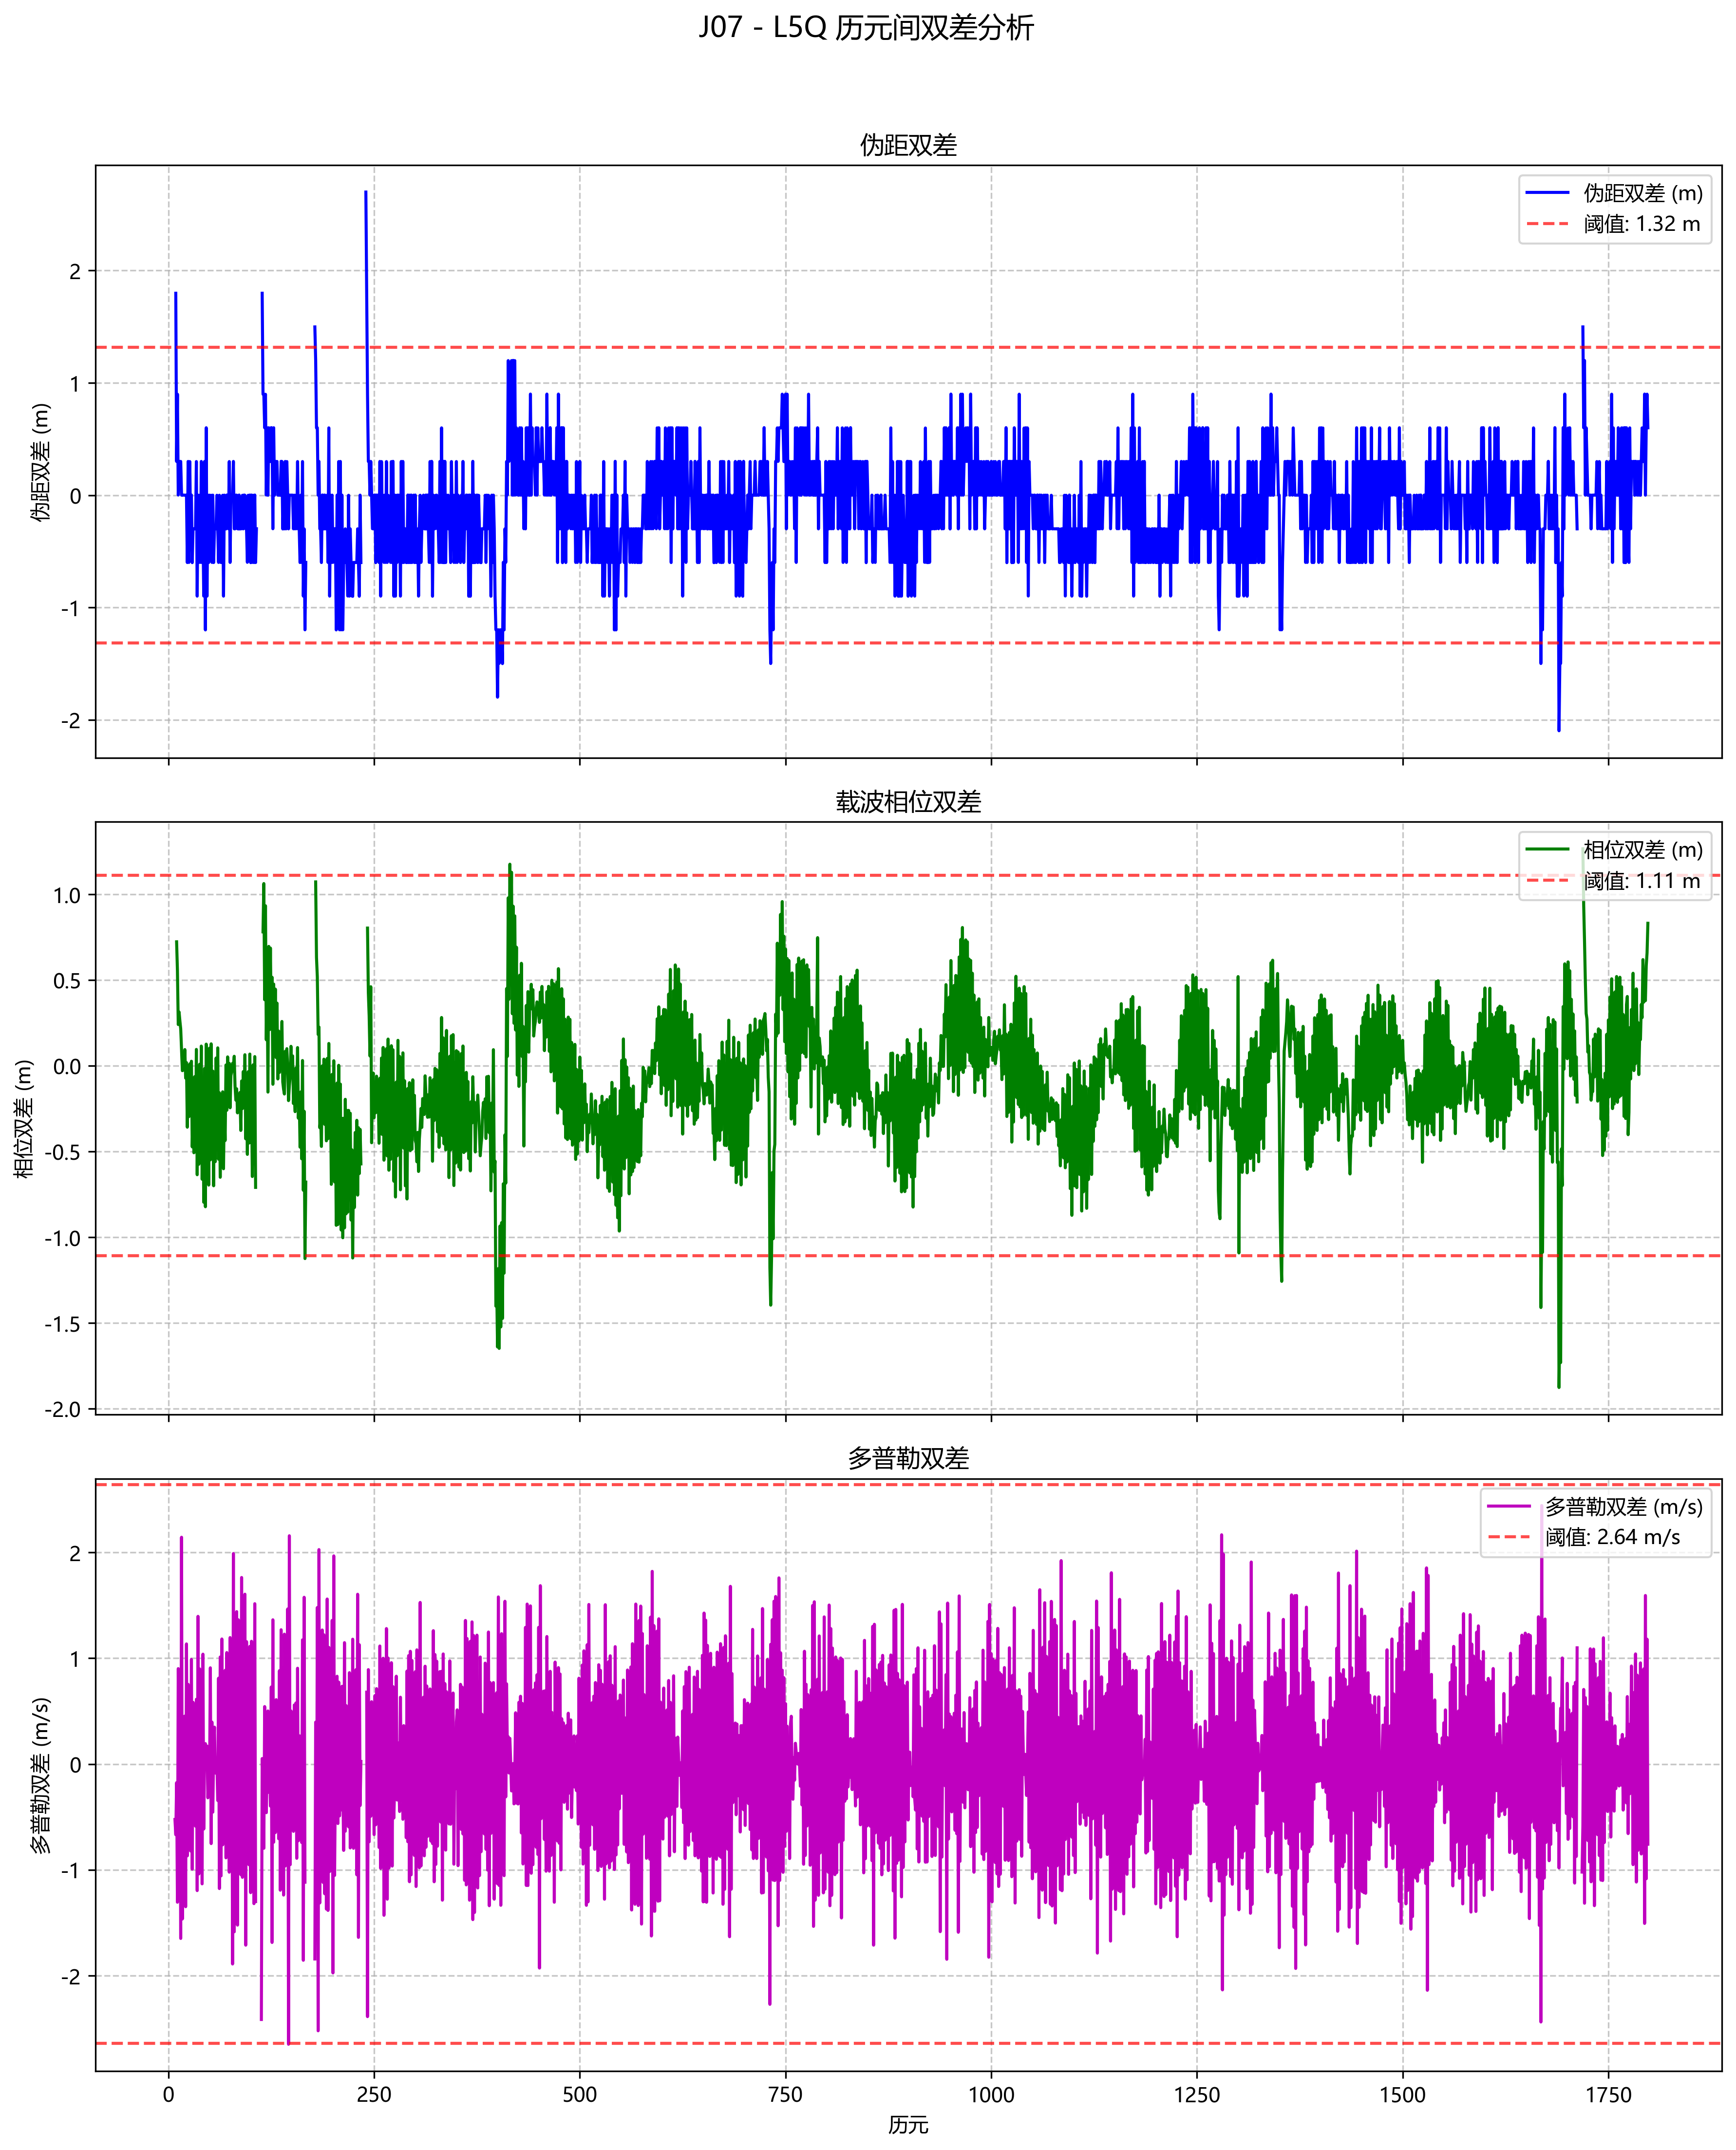 J07 - L5Q 历元间双差分析
伪距双差
伪距双差 (m)
阈值: 1.32 m
伪距双差 (m)
2
1
0
-1
-2
载波相位双差
相位双差 (m)
阈值: 1.11 m
相位双差 (m)
1.0
0.5
0.0
-0.5
-1.0
-1.5
-2.0
多普勒双差
多普勒双差 (m/s)
阈值: 2.64 m/s
多普勒双差 (m/s)
2
1
0
-1
-2
0 250 500 750 1000 1250 1500 1750
历元